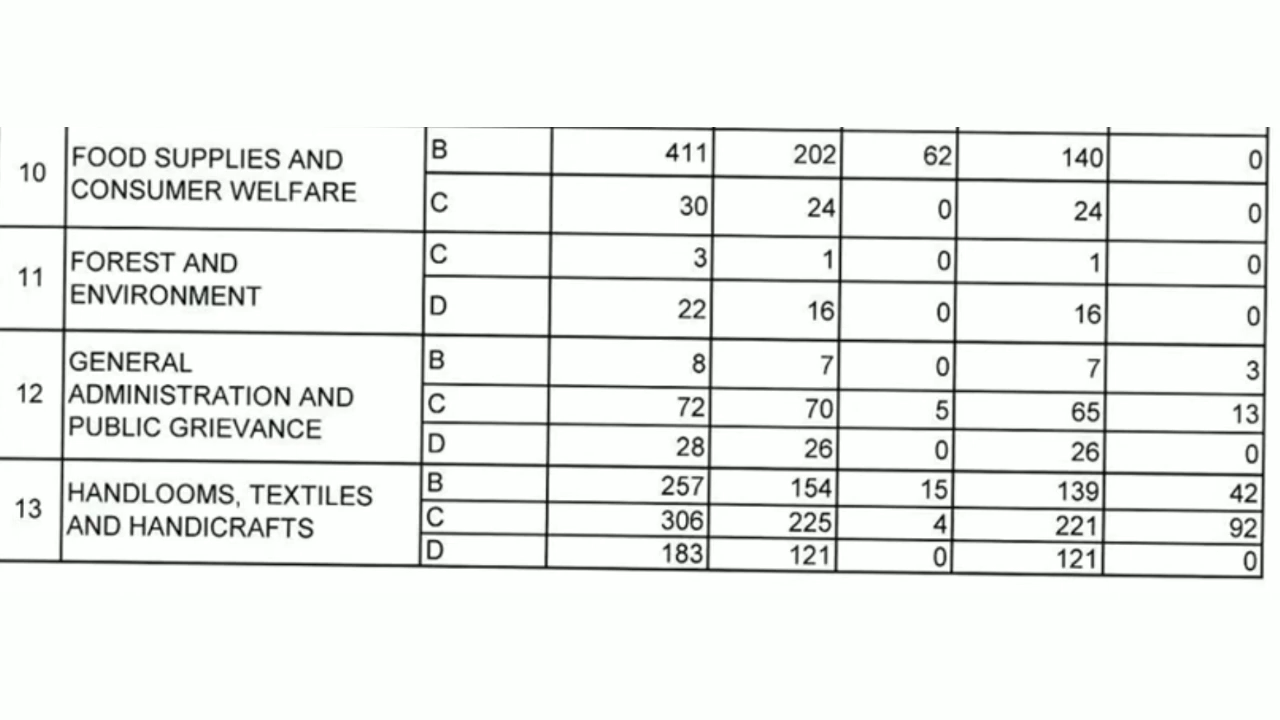 10 FOOD SUPPLIES AND CONSUMER WELFARE B 411 202 62 140 0
C 30 24 0 24 0
11 FOREST AND ENVIRONMENT C 3 1 0 1 0
D 22 16 0 16 0
12 GENERAL ADMINISTRATION AND PUBLIC GRIEVANCE B 8 7 0 7 3
C 72 70 5 65 13
D 28 26 0 26 0
13 HANDLOOMS, TEXTILES AND HANDICRAFTS B 257 154 15 139 42
C 306 225 4 221 92
D 183 121 0 121 0